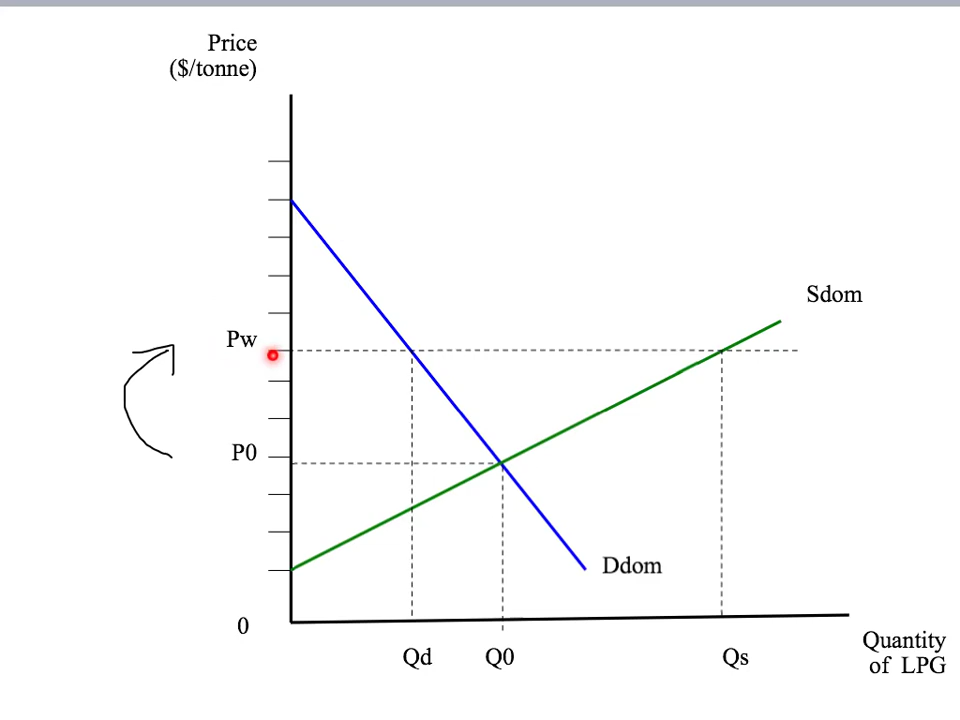 Price
($/tonne)
Sdom
Pw
P0
Ddom
0
Qd
Q0
Qs
Quantity
of LPG